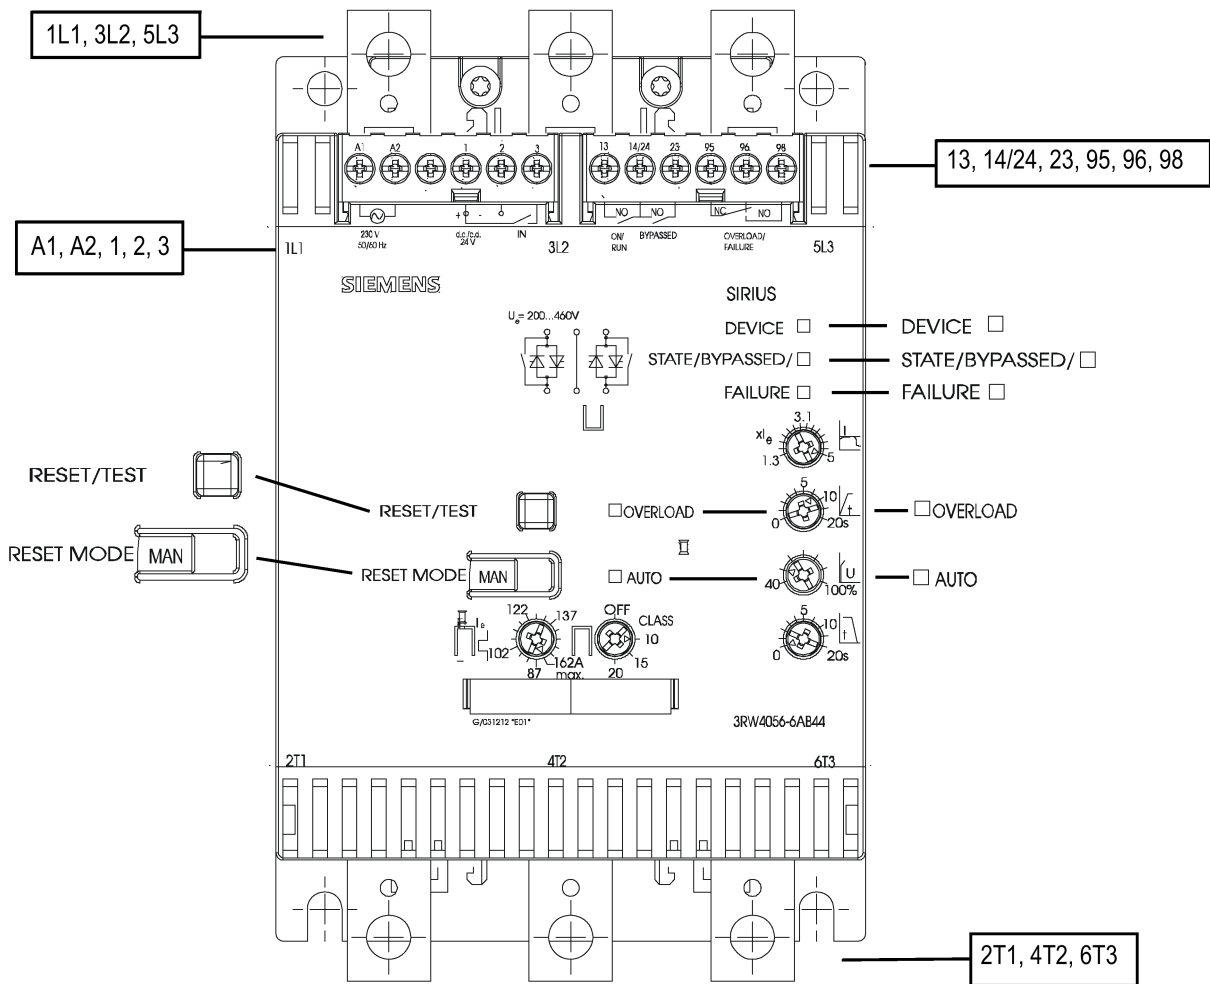 1L1, 3L2, 5L3
A1 A2 1 2 3
13 14/24 23 95 96 98
13, 14/24, 23, 95, 96, 98
A1, A2, 1, 2, 3
+ -
NO NO NC NO
230 V
50/60 Hz
d.c./c.d.
24 V
IN
ON/
RUN
BYPASSED
OVERLOAD/
FAILURE
1L1 3L2 5L3
SIEMENS
SIRIUS
Ue= 200...460V
DEVICE DEVICE
STATE/BYPASSED/ STATE/BYPASSED/
FAILURE FAILURE
xIe 1.3 3.1 5 I
RESET/TEST
RESET/TEST
OVERLOAD 0 5 10 20s t OVERLOAD
RESET MODE MAN
RESET MODE MAN
AUTO 40 100% U AUTO
Ie 87 102 122 137 162A
max.
OFF CLASS
10
15
20
0 5 10 20s t
G/031212 "E01"
3RW4056-6AB44
2T1 4T2 6T3
2T1, 4T2, 6T3